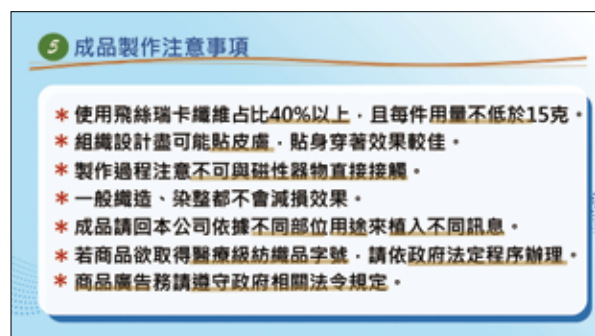 5 成品製作注意事項
* 使用飛絲瑞卡纖維占比40%以上，且每件用量不低於15克。
* 組織設計盡可能貼皮膚，貼身穿著效果較佳。
* 製作過程注意不可與磁性器物直接接觸。
* 一般織造、染整都不會減損效果。
* 成品請回本公司依據不同部位用途來植入不同訊息。
* 若商品欲取得醫療級紡織品字號，請依政府法定程序辦理。
* 商品廣告務請遵守政府相關法令規定。